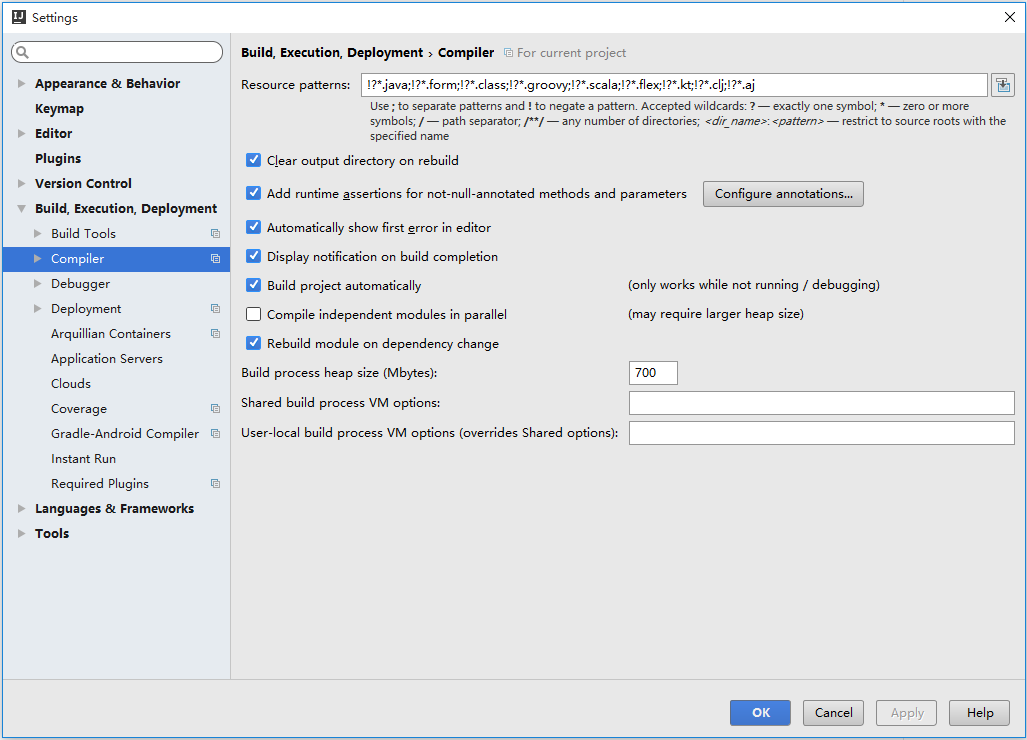 Settings
Build, Execution, Deployment › Compiler For current project
Appearance & Behavior
Keymap
Editor
Plugins
Version Control
Build, Execution, Deployment
Build Tools
Compiler
Debugger
Deployment
Arquillian Containers
Application Servers
Clouds
Coverage
Gradle-Android Compiler
Instant Run
Required Plugins
Languages & Frameworks
Tools
Resource patterns: !?*.java;!?*.form;!?*.class;!?*.groovy;!?*.scala;!?*.flex;!?*.kt;!?*.clj;!?*.aj
Use ; to separate patterns and ! to negate a pattern. Accepted wildcards: ? — exactly one symbol; * — zero or more
symbols; / — path separator; /**/ — any number of directories; <dir_name>:<pattern> — restrict to source roots with the
specified name
Clear output directory on rebuild
Add runtime assertions for not-null-annotated methods and parameters Configure annotations...
Automatically show first error in editor
Display notification on build completion
Build project automatically (only works while not running / debugging)
Compile independent modules in parallel (may require larger heap size)
Rebuild module on dependency change
Build process heap size (Mbytes): 700
Shared build process VM options:
User-local build process VM options (overrides Shared options):
OK Cancel Apply Help